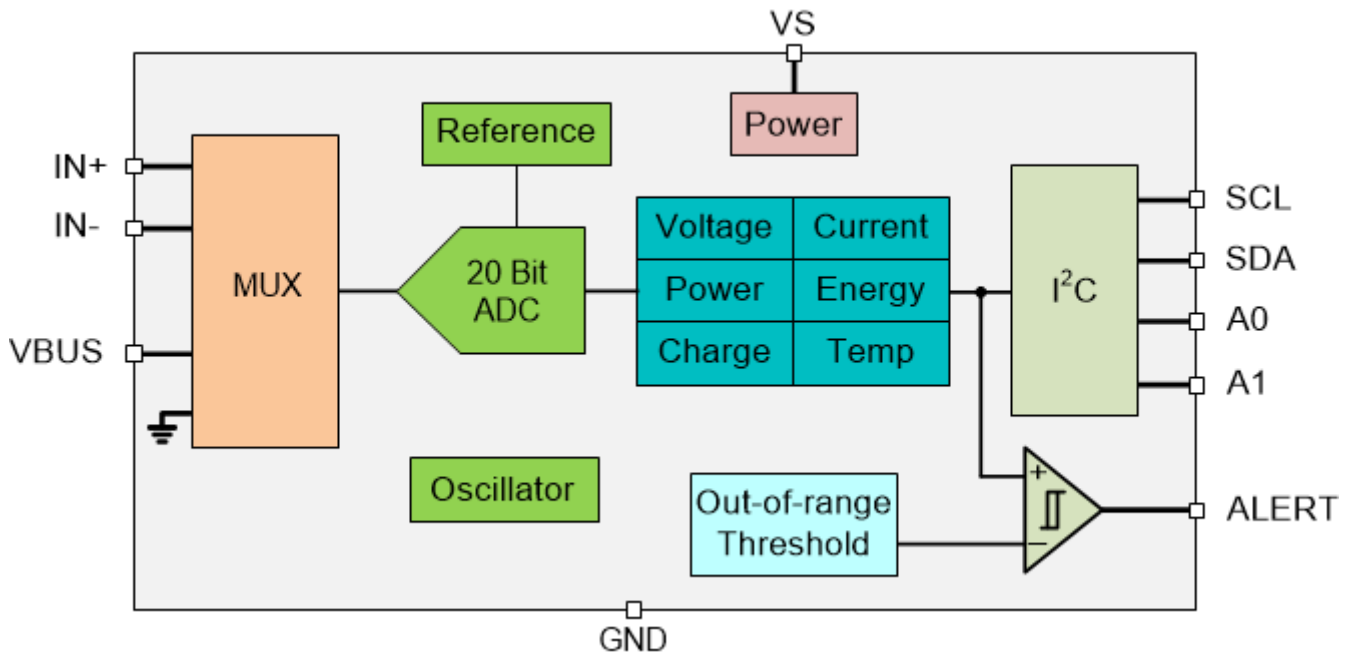 VS
Reference
Power
IN+
IN-
MUX
VBUS
20 Bit
ADC
Voltage
Current
Power
Energy
Charge
Temp
I²C
SCL
SDA
A0
A1
Oscillator
Out-of-range
Threshold
+
−
ALERT
GND